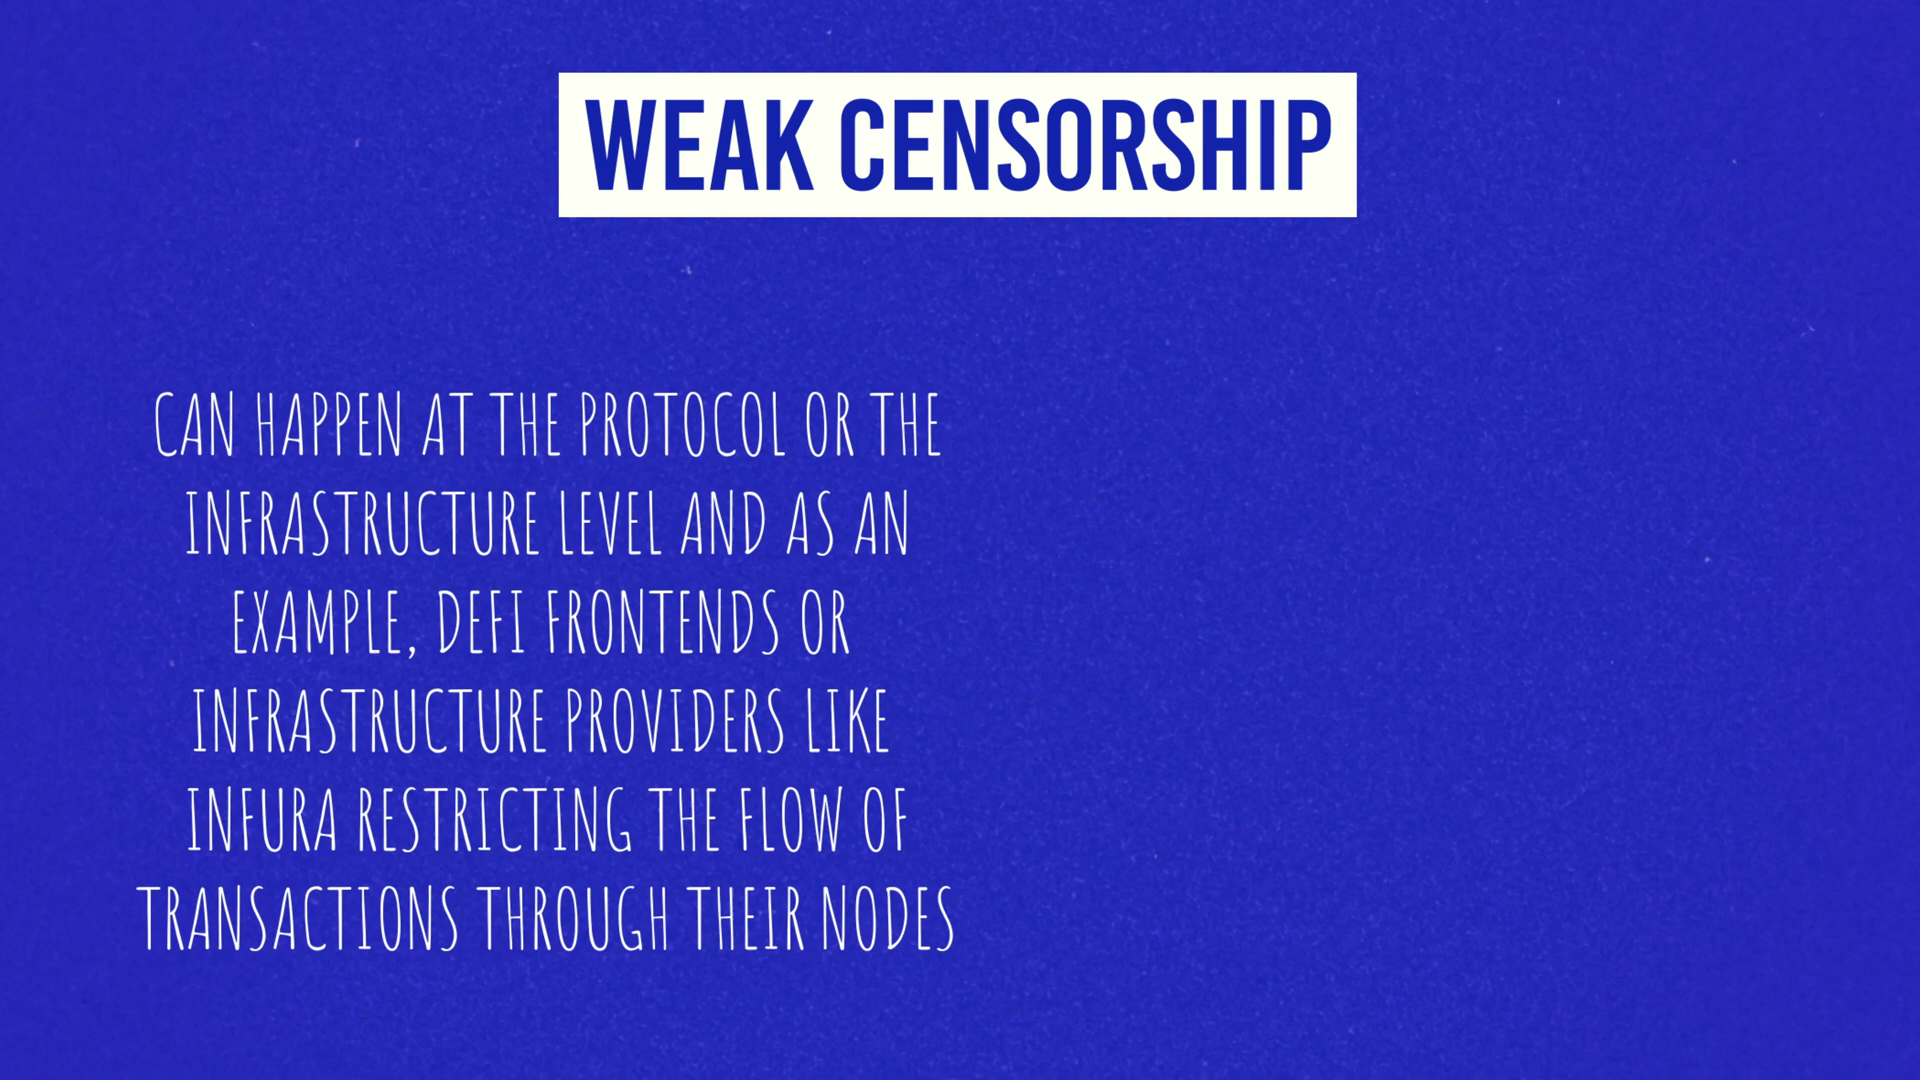 WEAK CENSORSHIP
CAN HAPPEN AT THE PROTOCOL OR THE
INFRASTRUCTURE LEVEL AND AS AN
EXAMPLE, DEFI FRONTENDS OR
INFRASTRUCTURE PROVIDERS LIKE
INFURA RESTRICTING THE FLOW OF
TRANSACTIONS THROUGH THEIR NODES